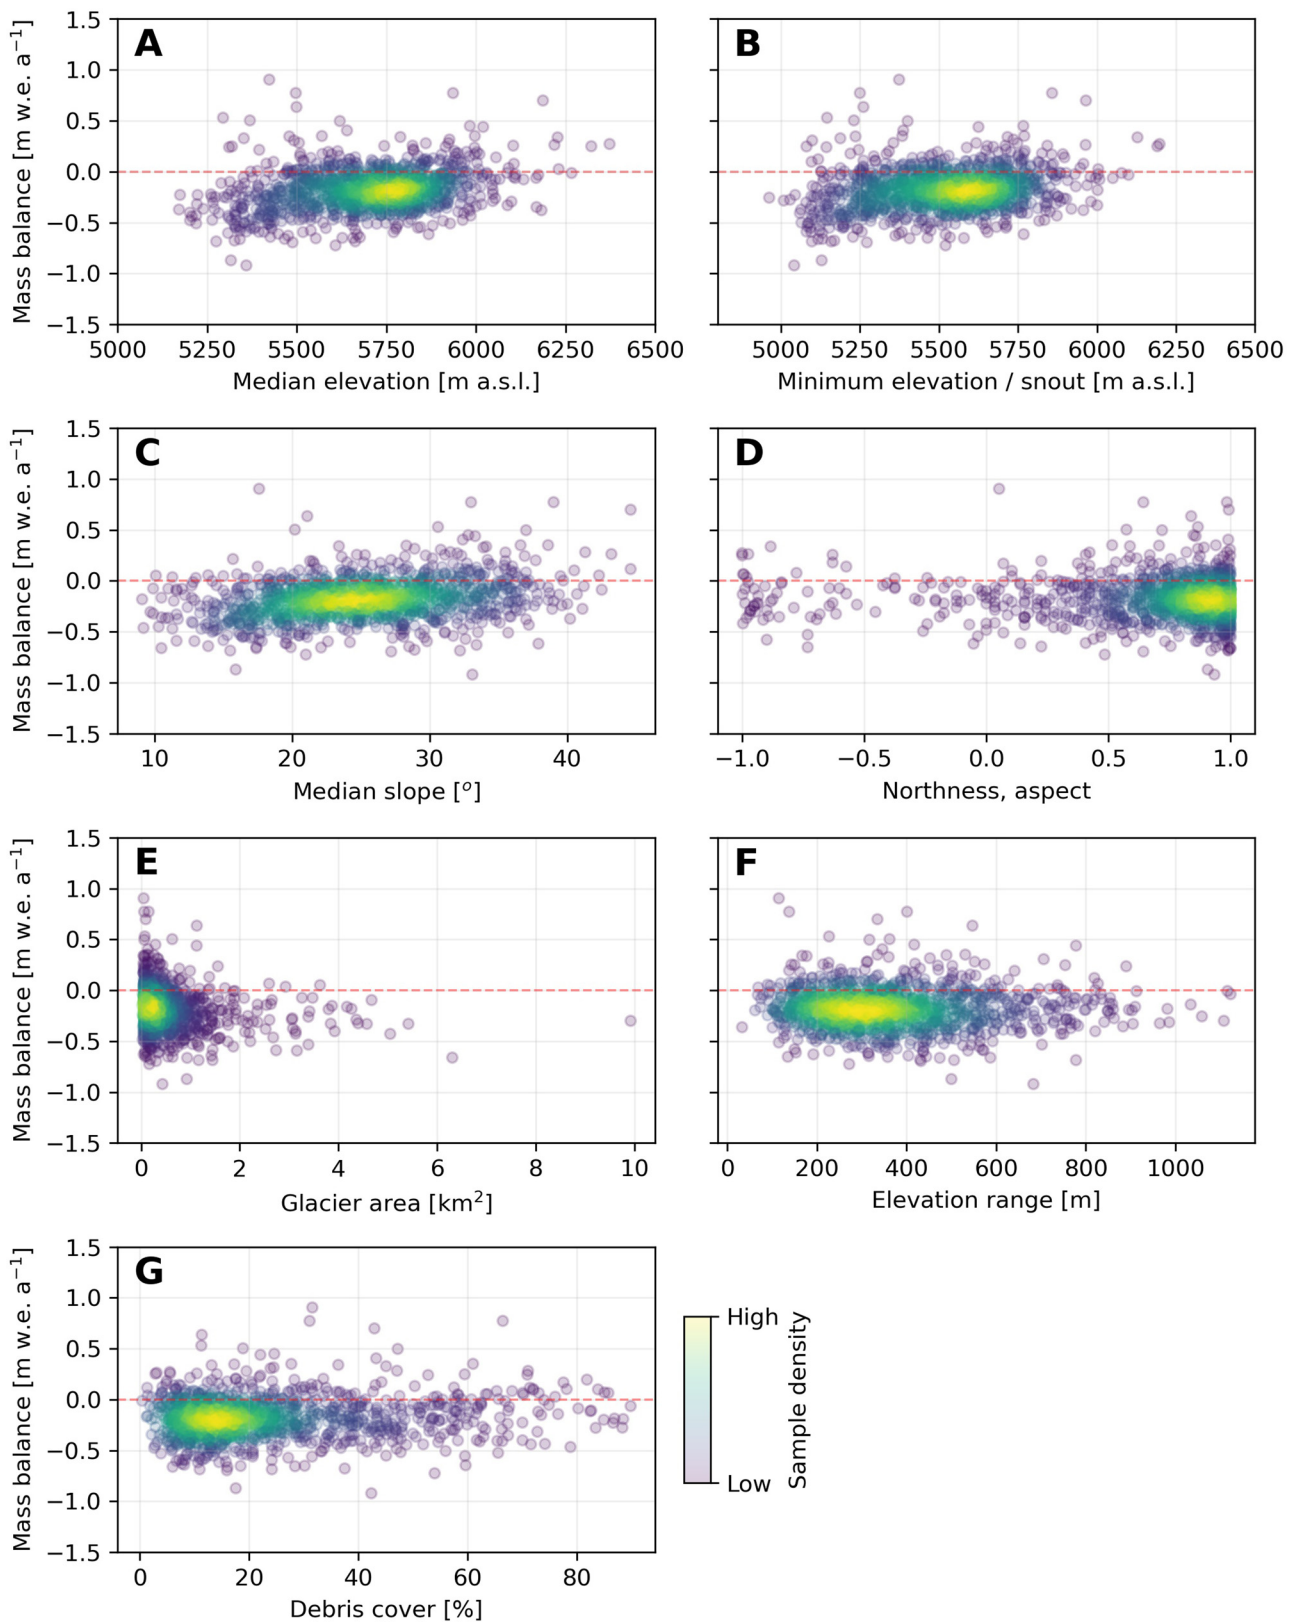 A
B
1.5
1.0
0.5
0.0
−0.5
−1.0
−1.5
Mass balance [m w.e. a⁻¹]
5000 5250 5500 5750 6000 6250 6500
Median elevation [m a.s.l.]
5000 5250 5500 5750 6000 6250 6500
Minimum elevation / snout [m a.s.l.]
C
D
1.5
1.0
0.5
0.0
−0.5
−1.0
−1.5
Mass balance [m w.e. a⁻¹]
10 20 30 40
Median slope [°]
−1.0 −0.5 0.0 0.5 1.0
Northness, aspect
E
F
1.5
1.0
0.5
0.0
−0.5
−1.0
−1.5
Mass balance [m w.e. a⁻¹]
0 2 4 6 8 10
Glacier area [km²]
0 200 400 600 800 1000
Elevation range [m]
G
1.5
1.0
0.5
0.0
−0.5
−1.0
−1.5
Mass balance [m w.e. a⁻¹]
0 20 40 60 80
Debris cover [%]
High
Low
Sample density